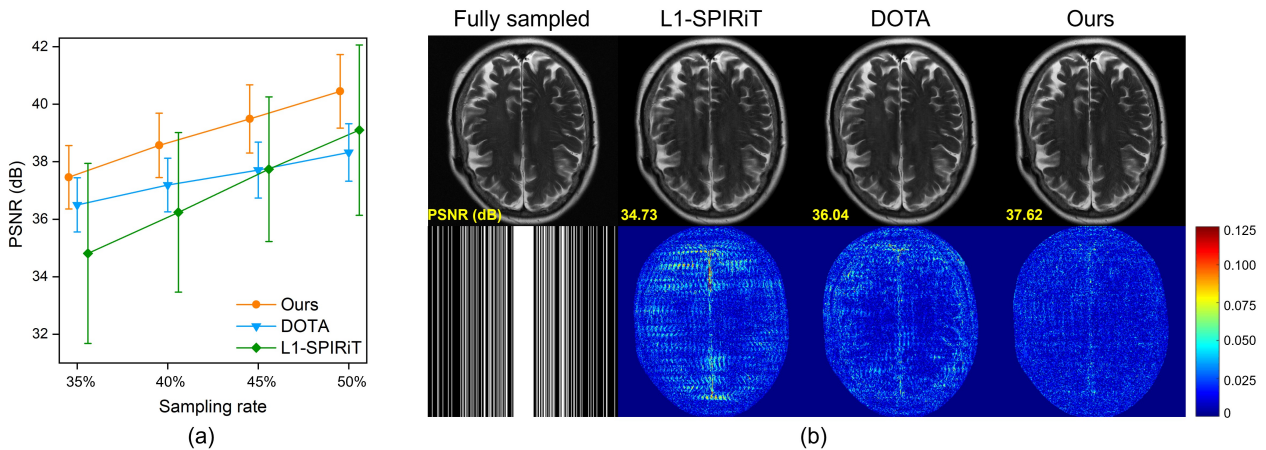 42
40
38
36
34
32
PSNR (dB)
Ours
DOTA
L1-SPIRiT
35% 40% 45% 50%
Sampling rate
(a)
Fully sampled L1-SPIRiT DOTA Ours
PSNR (dB) 34.73 36.04 37.62
0.125
0.100
0.075
0.050
0.025
0
(b)